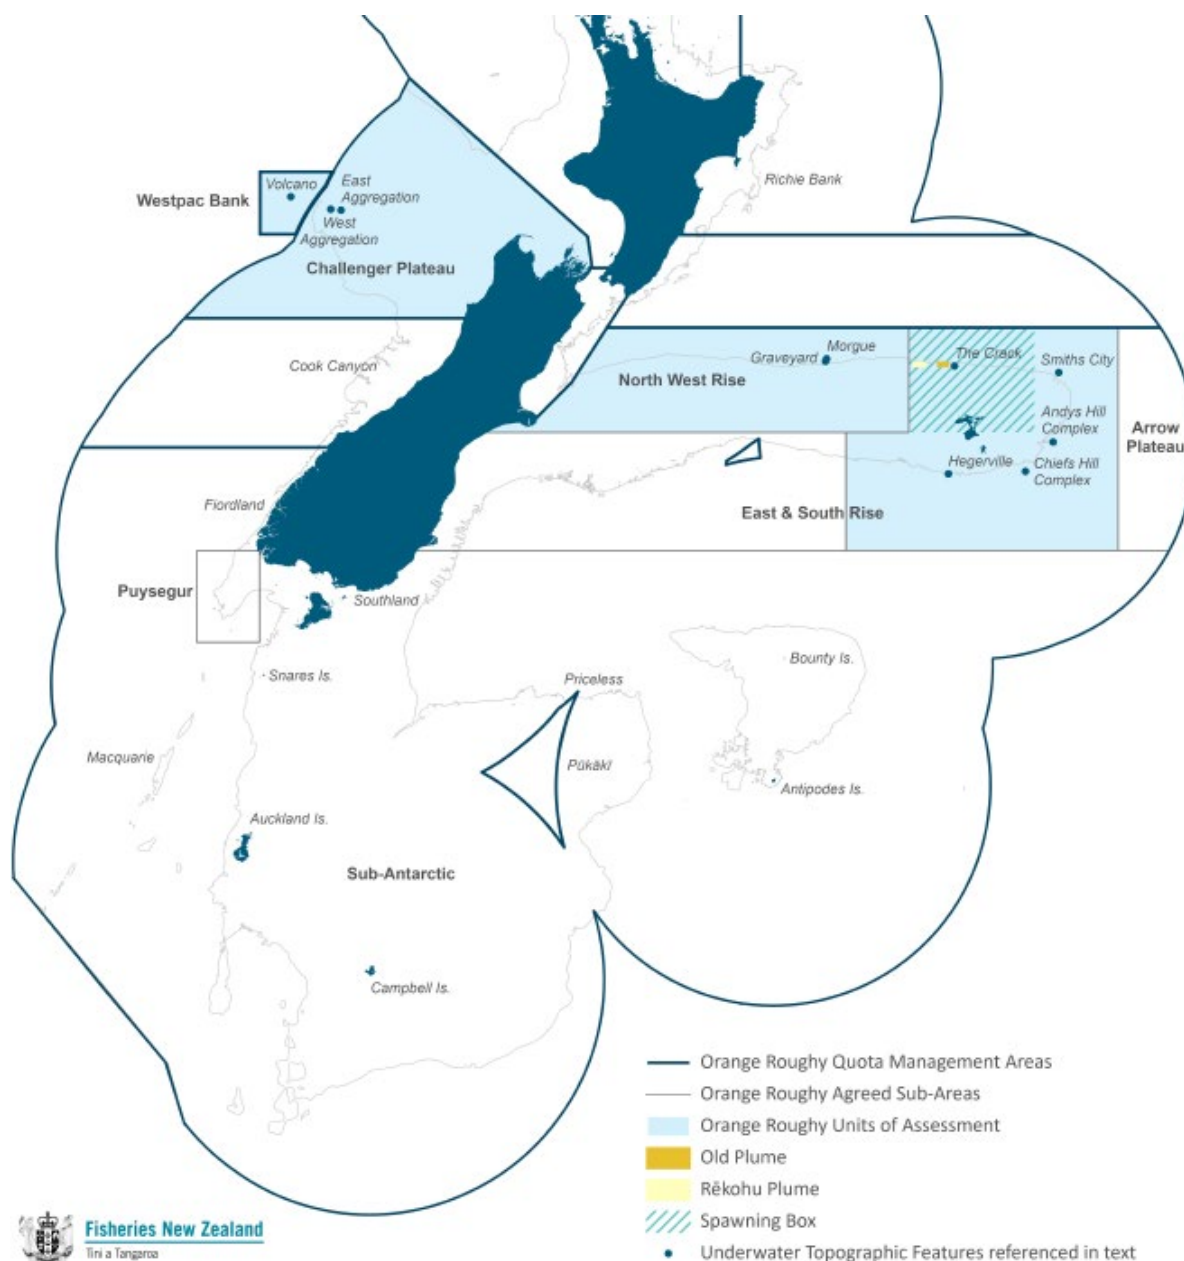 Richie Bank
Volcano
East
Aggregation
Westpac Bank
West
Aggregation
Challenger Plateau
Cook Canyon
Morgue
Graveyard
The Crack
Smiths City
North West Rise
Andys Hill
Complex
Arrow
Plateau
Hegerville
Chiefs Hill
Complex
East & South Rise
Fiordland
Puysegur
Southland
Snares Is.
Bounty Is.
Priceless
Macquarie
Pūkākī
Antipodes Is.
Auckland Is.
Sub-Antarctic
Campbell Is.
Orange Roughy Quota Management Areas
Orange Roughy Agreed Sub-Areas
Orange Roughy Units of Assessment
Old Plume
Rēkohu Plume
Spawning Box
Underwater Topographic Features referenced in text
Fisheries New Zealand
Tini a Tangaroa